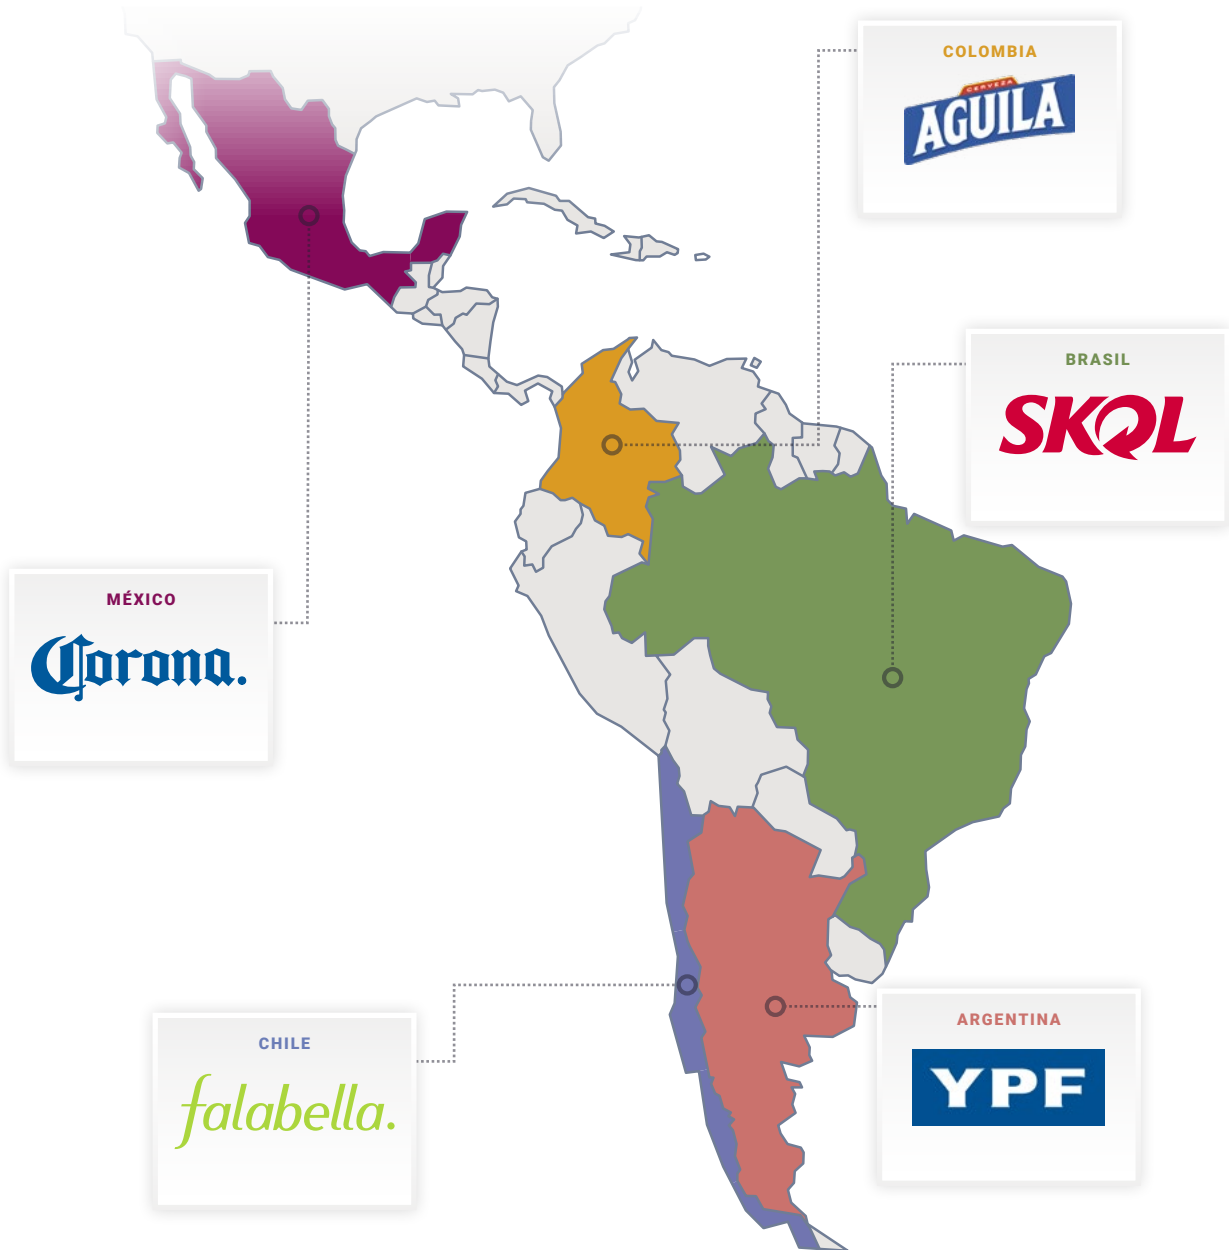 COLOMBIA
CERVEZA
AGUILA
BRASIL
SKOL
MÉXICO
Corona.
CHILE
falabella.
ARGENTINA
YPF